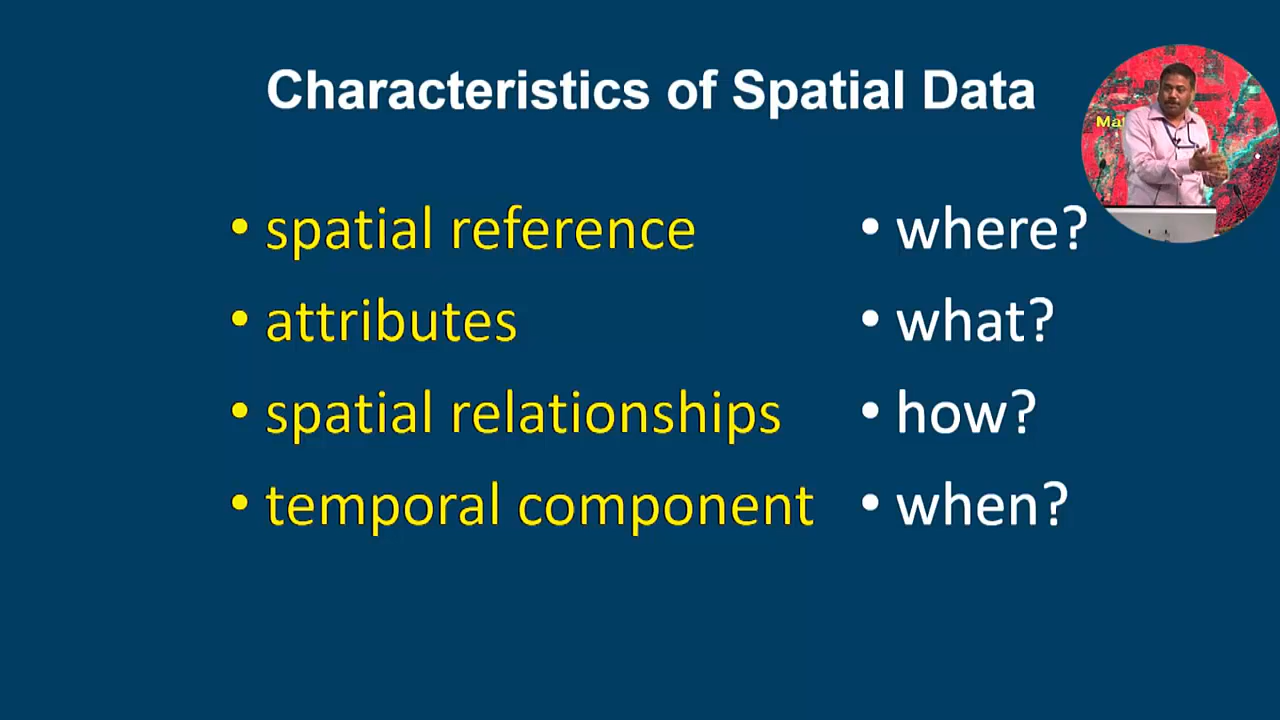 Characteristics of Spatial Data
• spatial reference • where?
• attributes • what?
• spatial relationships • how?
• temporal component • when?